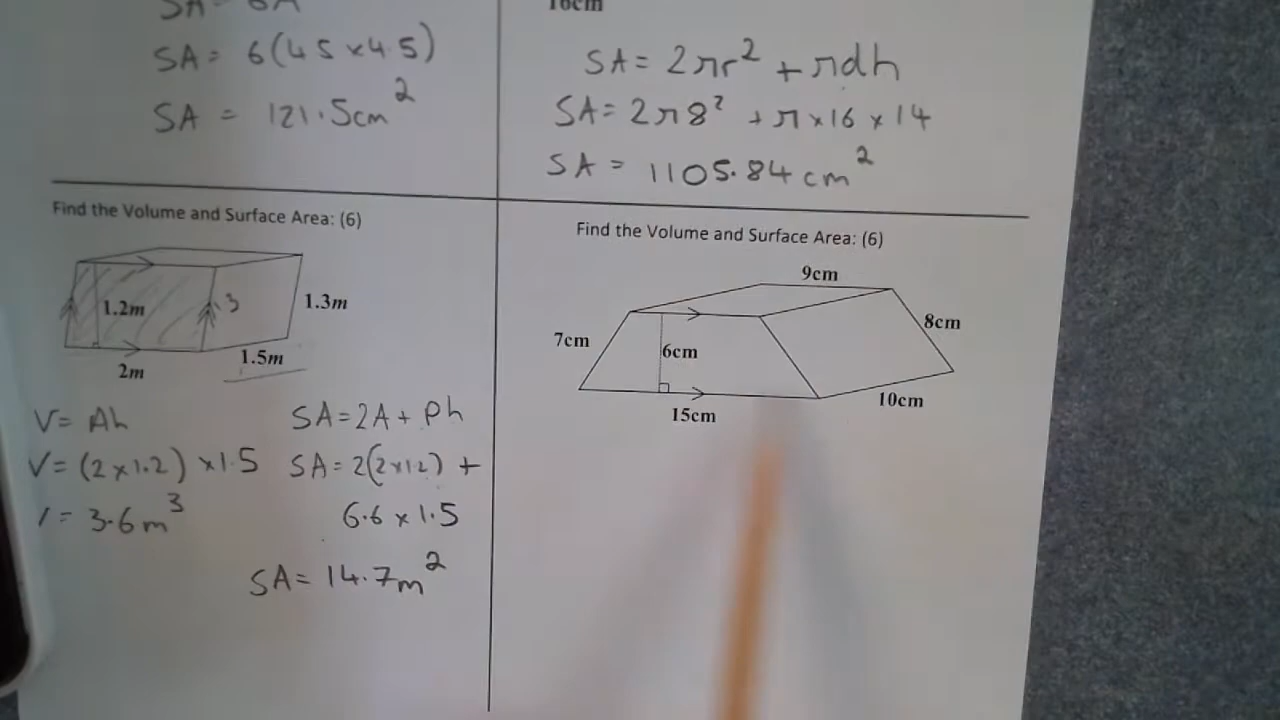 SA = 6A
SA = 6(4.5 × 4.5)
SA = 121.5cm²
16cm
SA = 2πr² + πdh
SA = 2π8² + π × 16 × 14
SA = 1105.84 cm²
Find the Volume and Surface Area: (6)
1.2m
3
1.3m
1.5m
2m
V = Ah
V = (2 × 1.2) × 1.5
V = 3.6m³
SA = 2A + Ph
SA = 2(2×1.2) +
6.6 × 1.5
SA = 14.7m²
Find the Volume and Surface Area: (6)
9cm
7cm
6cm
8cm
15cm
10cm